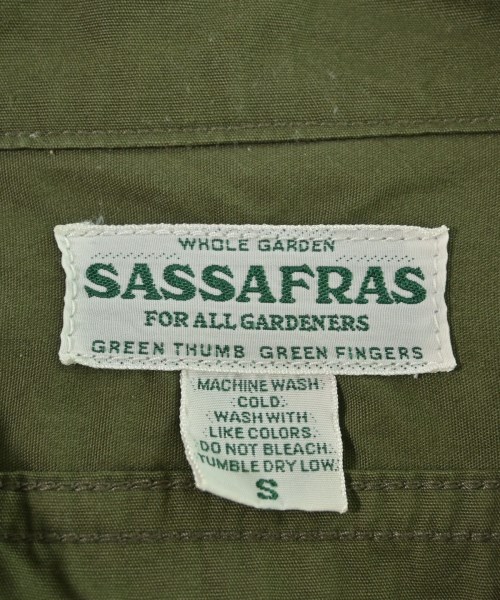 WHOLE GARDEN
SASSAFRAS
FOR ALL GARDENERS
GREEN THUMB GREEN FINGERS
MACHINE WASH
COLD.
WASH WITH
LIKE COLORS.
DO NOT BLEACH.
TUMBLE DRY LOW.
S